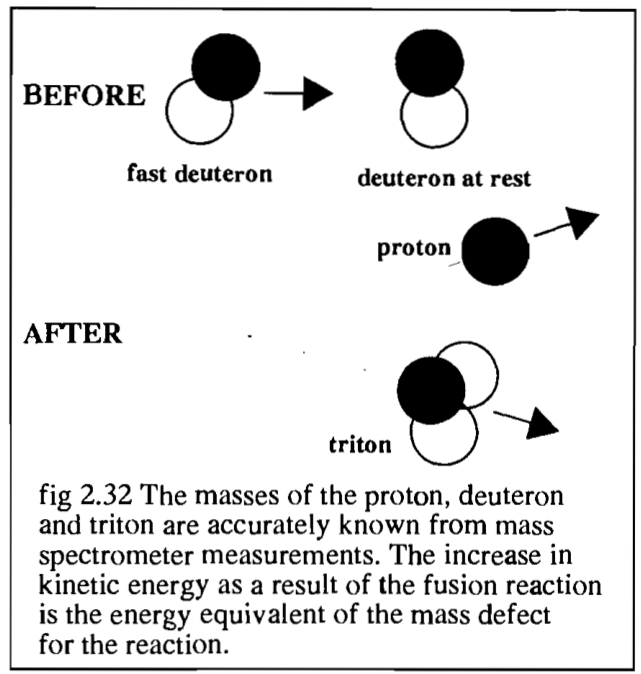 BEFORE
fast deuteron
deuteron at rest
proton
AFTER
triton
fig 2.32 The masses of the proton, deuteron
and triton are accurately known from mass
spectrometer measurements. The increase in
kinetic energy as a result of the fusion reaction
is the energy equivalent of the mass defect
for the reaction.